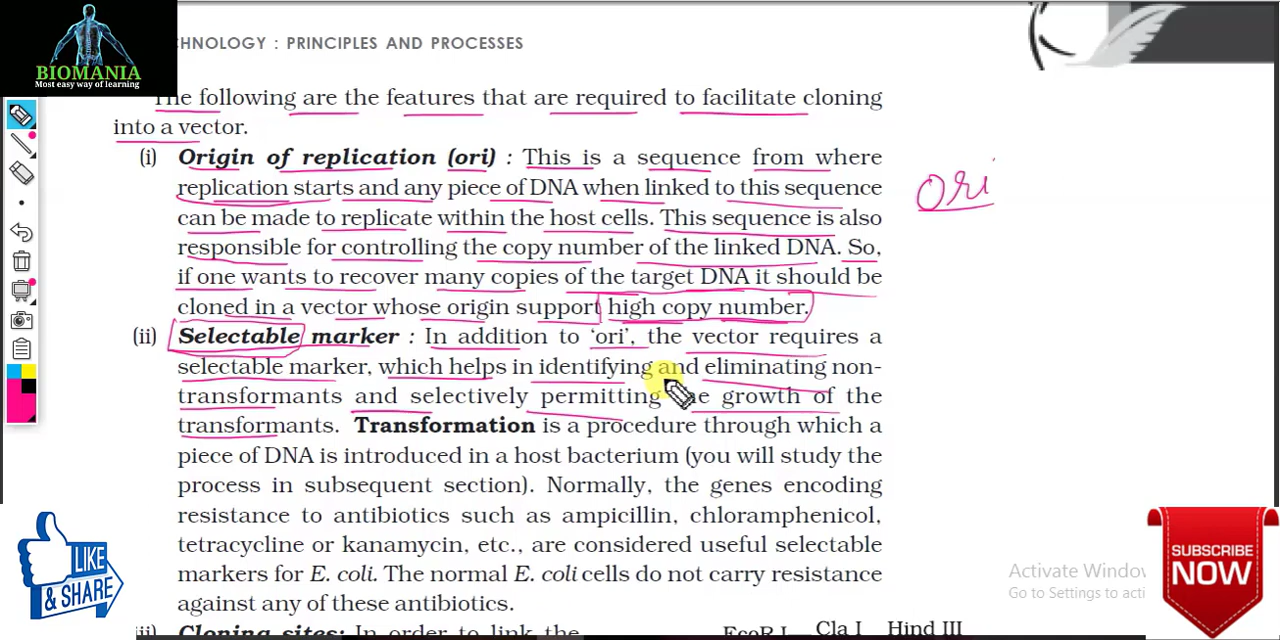 BIOMANIA
Most easy way of learning
CHNOLOGY : PRINCIPLES AND PROCESSES
The following are the features that are required to facilitate cloning
into a vector.
(i) Origin of replication (ori) : This is a sequence from where
replication starts and any piece of DNA when linked to this sequence
can be made to replicate within the host cells. This sequence is also
responsible for controlling the copy number of the linked DNA. So,
if one wants to recover many copies of the target DNA it should be
cloned in a vector whose origin support high copy number.
ori
(ii) Selectable marker : In addition to ‘ori’, the vector requires a
selectable marker, which helps in identifying and eliminating non-
transformants and selectively permitting the growth of the
transformants. Transformation is a procedure through which a
piece of DNA is introduced in a host bacterium (you will study the
process in subsequent section). Normally, the genes encoding
resistance to antibiotics such as ampicillin, chloramphenicol,
tetracycline or kanamycin, etc., are considered useful selectable
markers for E. coli. The normal E. coli cells do not carry resistance
against any of these antibiotics.
Cloning sites: In order to link the
EcoR I Cla I Hind III
LIKE
& SHARE
Activate Window
Go to Settings to acti
SUBSCRIBE
NOW